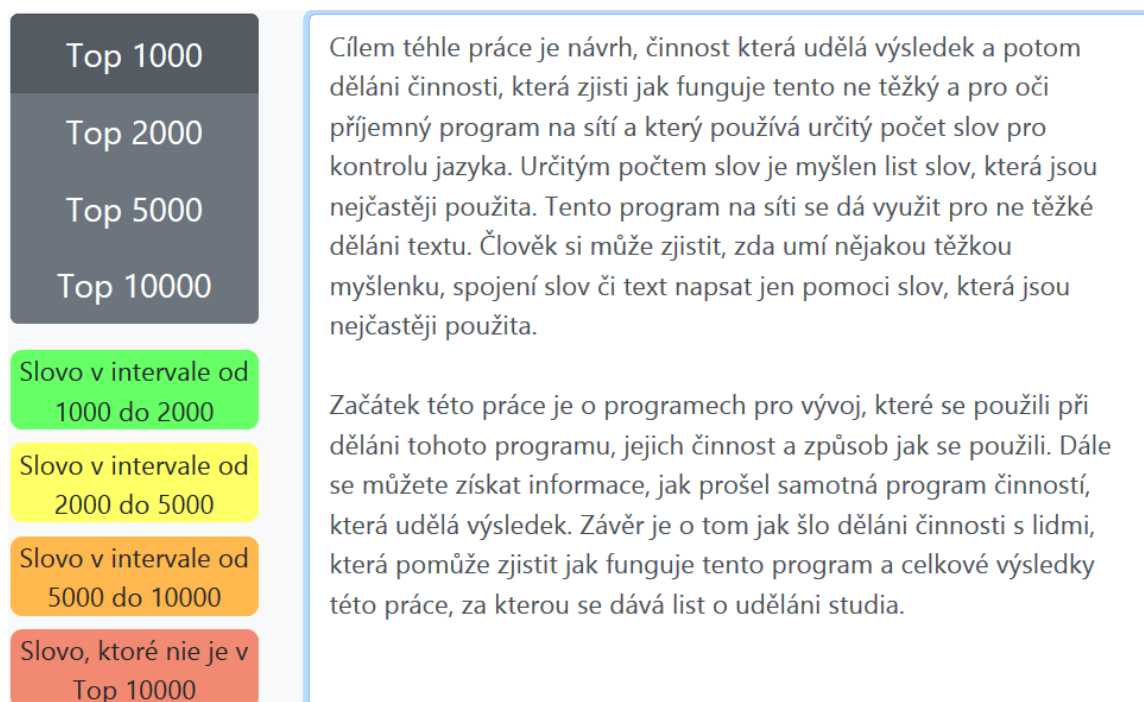 Top 1000
Top 2000
Top 5000
Top 10000
Slovo v intervale od
1000 do 2000
Slovo v intervale od
2000 do 5000
Slovo v intervale od
5000 do 10000
Slovo, ktoré nie je v
Top 10000
Cílem téhle práce je návrh, činnost která udělá výsledek a potom
děláni činnosti, která zjisti jak funguje tento ne těžký a pro oči
příjemný program na sítí a který používá určitý počet slov pro
kontrolu jazyka. Určitým počtem slov je myšlen list slov, která jsou
nejčastěji použita. Tento program na síti se dá využit pro ne těžké
děláni textu. Člověk si může zjistit, zda umí nějakou těžkou
myšlenku, spojení slov či text napsat jen pomoci slov, která jsou
nejčastěji použita.
Začátek této práce je o programech pro vývoj, které se použili při
děláni tohoto programu, jejich činnost a způsob jak se použili. Dále
se můžete získat informace, jak prošel samotná program činností,
která udělá výsledek. Závěr je o tom jak šlo děláni činnosti s lidmi,
která pomůže zjistit jak funguje tento program a celkové výsledky
této práce, za kterou se dává list o uděláni studia.